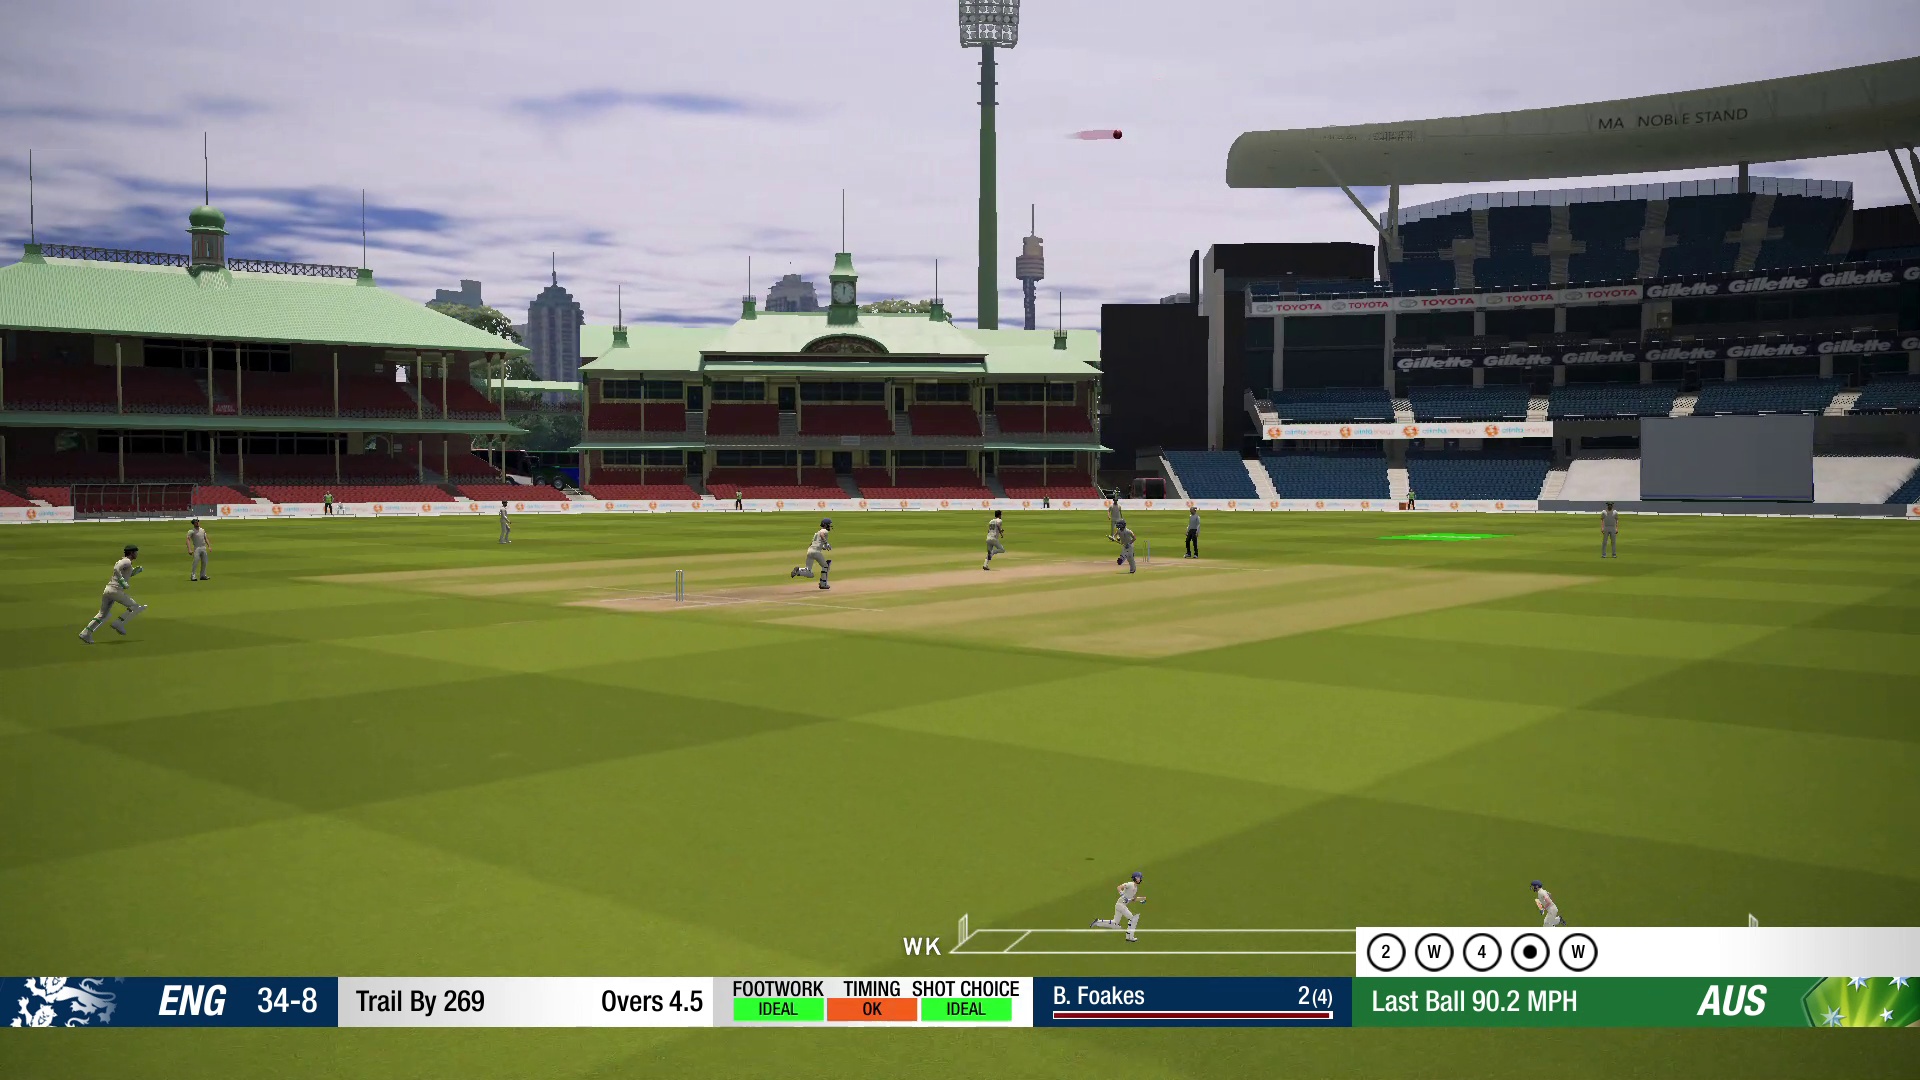 MA NOBLE STAND
TOYOTA TOYOTA TOYOTA TOYOTA TOYOTA Gillette Gillette Gillette G
Gillette Gillette Gillette Gillette Gillette Gillette G
WK
2 W 4 W
ENG 34-8 Trail By 269 Overs 4.5
FOOTWORK TIMING SHOT CHOICE
IDEAL OK IDEAL
B. Foakes 2(4)
Last Ball 90.2 MPH AUS